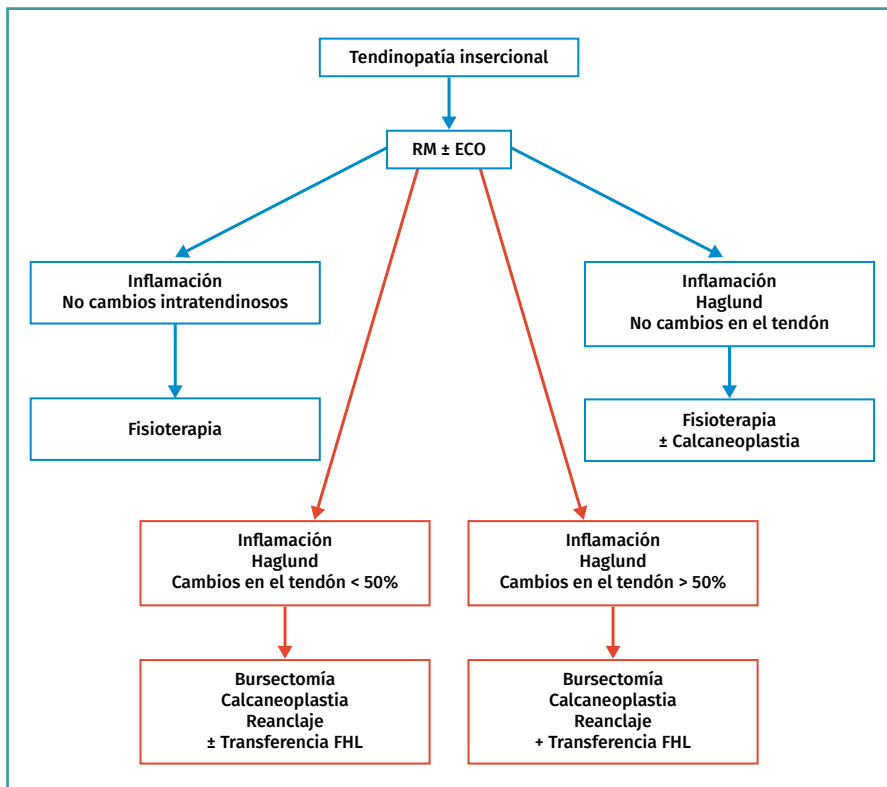 Tendinopatía insercional
RM ± ECO
Inflamación
No cambios intratendinosos
Inflamación
Haglund
No cambios en el tendón
Fisioterapia
Fisioterapia
± Calcaneoplastia
Inflamación
Haglund
Cambios en el tendón < 50%
Inflamación
Haglund
Cambios en el tendón > 50%
Bursectomía
Calcaneoplastia
Reanclaje
± Transferencia FHL
Bursectomía
Calcaneoplastia
Reanclaje
+ Transferencia FHL